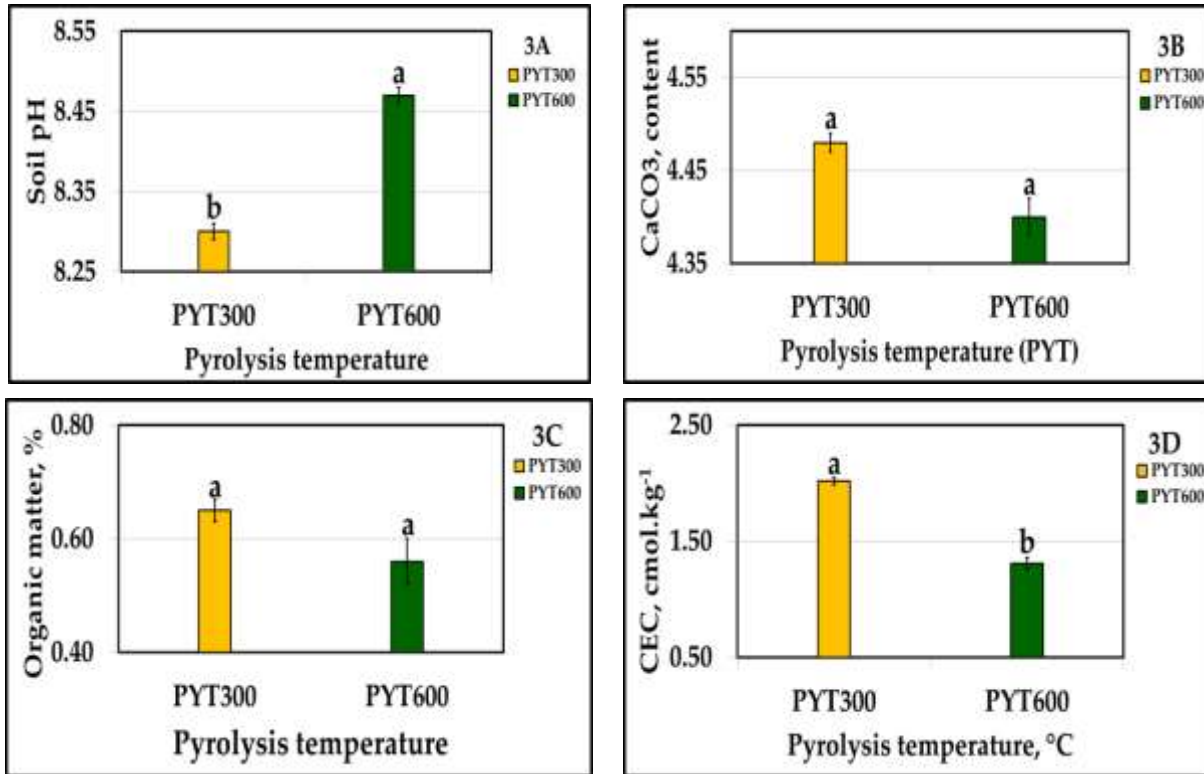 8.55
8.45
8.35
8.25
Soil pH
a
b
3A
PYT300
PYT600
PYT300
PYT600
Pyrolysis temperature
4.55
4.45
4.35
CaCO3, content
a
a
3B
PYT300
PYT600
PYT300
PYT600
Pyrolysis temperature (PYT)
0.80
0.60
0.40
Organic matter, %
a
a
3C
PYT300
PYT600
PYT300
PYT600
Pyrolysis temperature
2.50
1.50
0.50
CEC, cmol.kg⁻¹
a
b
3D
PYT300
PYT600
PYT300
PYT600
Pyrolysis temperature, °C